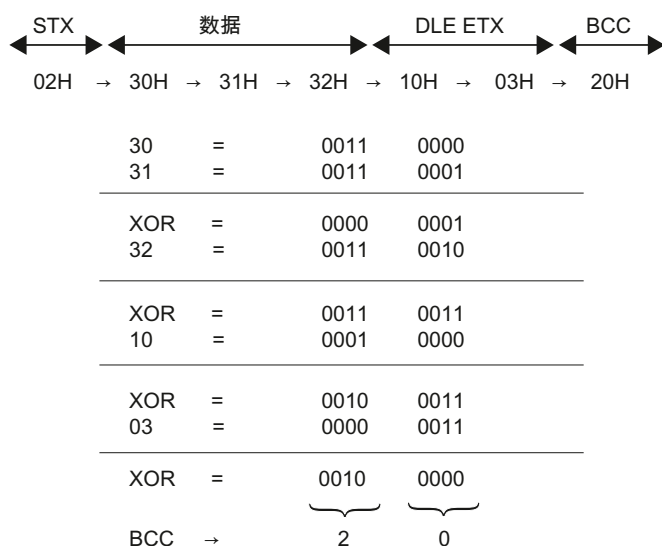 STX 数据 DLE ETX BCC
02H → 30H → 31H → 32H → 10H → 03H → 20H
30 = 0011 0000
31 = 0011 0001
XOR = 0000 0001
32 = 0011 0010
XOR = 0011 0011
10 = 0001 0000
XOR = 0010 0011
03 = 0000 0011
XOR = 0010 0000
BCC → 2 0